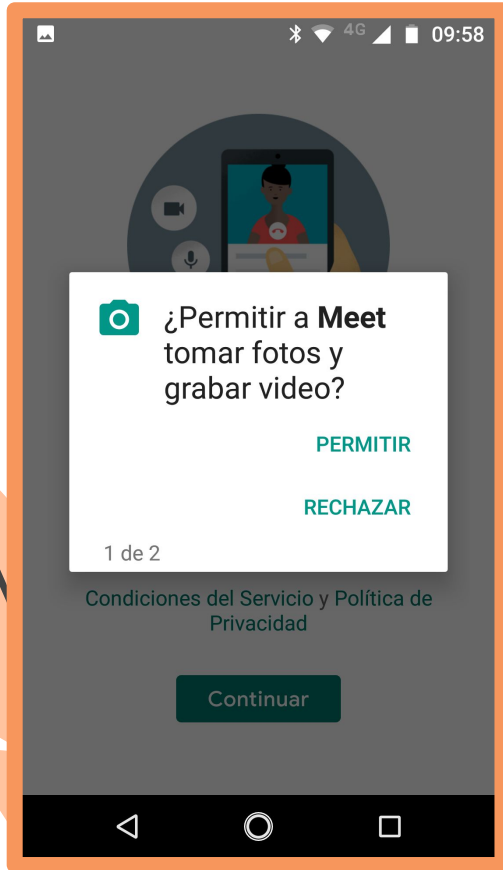 4G 09:58
¿Permitir a Meet
tomar fotos y
grabar video?
PERMITIR
RECHAZAR
1 de 2
Condiciones del Servicio y Política de
Privacidad
Continuar